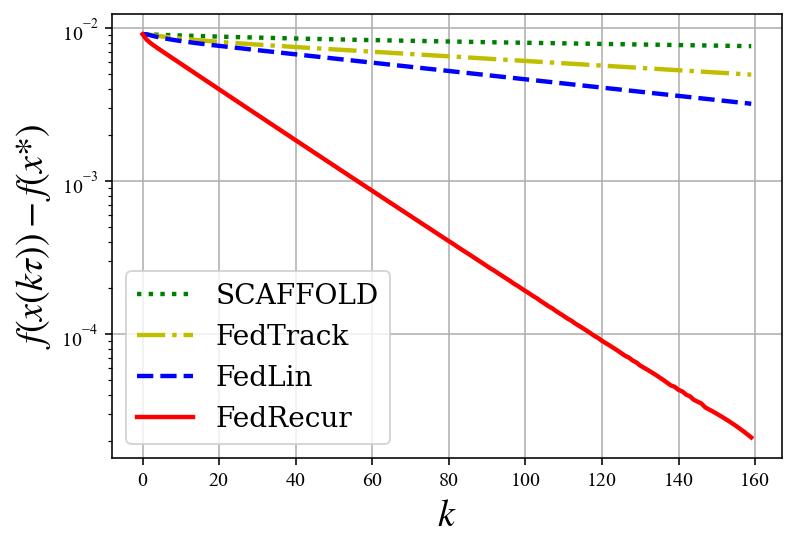 10⁻²
10⁻³
10⁻⁴
f(x(kτ)) − f(x*)
SCAFFOLD
FedTrack
FedLin
FedRecur
0 20 40 60 80 100 120 140 160
k